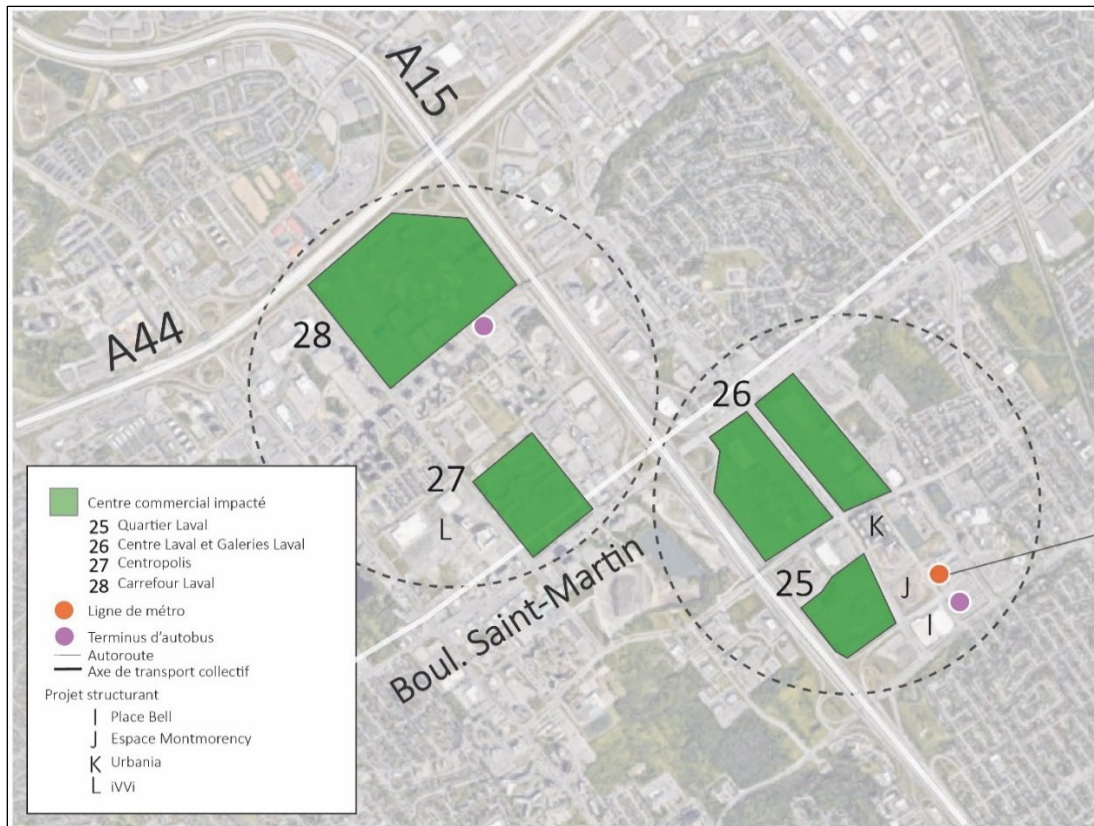 A15
A44
28
26
27
L
K
25
J
I
Boul. Saint-Martin
Centre commercial impacté
25 Quartier Laval
26 Centre Laval et Galeries Laval
27 Centropolis
28 Carrefour Laval
Ligne de métro
Terminus d'autobus
Autoroute
Axe de transport collectif
Projet structurant
I Place Bell
J Espace Montmorency
K Urbania
L iVVi